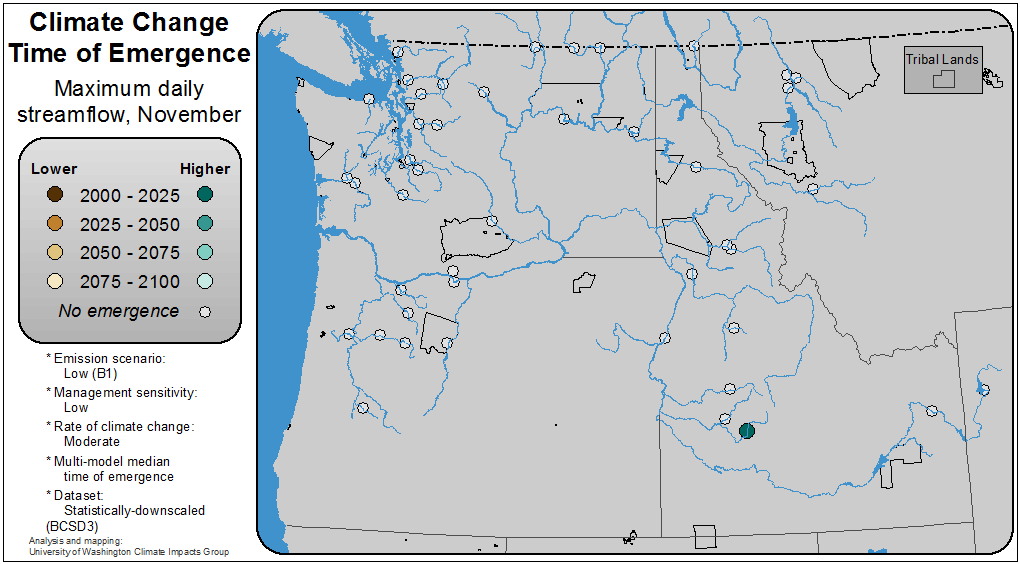 Climate Change
Time of Emergence
Maximum daily
streamflow, November
Lower Higher
2000 - 2025
2025 - 2050
2050 - 2075
2075 - 2100
No emergence
* Emission scenario:
Low (B1)
* Management sensitivity:
Low
* Rate of climate change:
Moderate
* Multi-model median
time of emergence
* Dataset:
Statistically-downscaled
(BCSD3)
Analysis and mapping:
University of Washington Climate Impacts Group
Tribal Lands